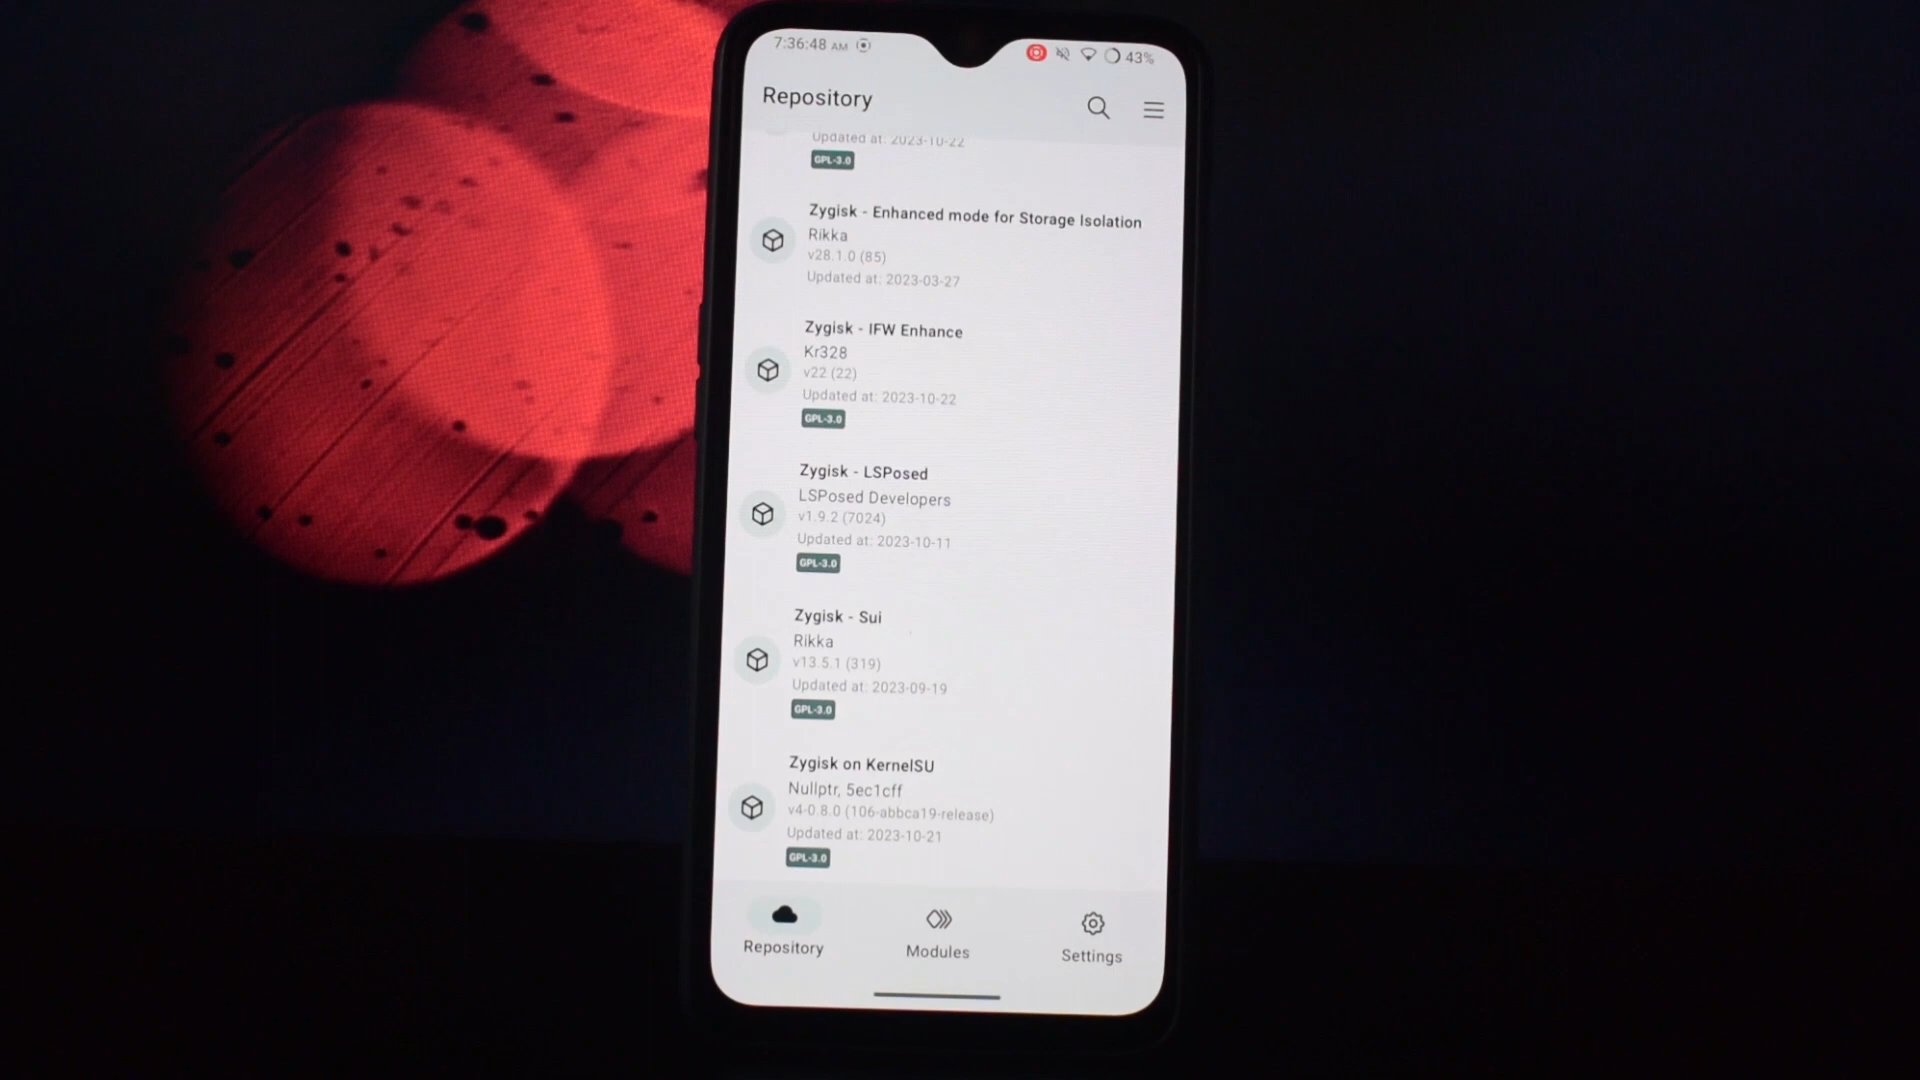 7:36:48 AM
43%
Repository
Updated at: 2023-10-22
GPL-3.0
Zygisk - Enhanced mode for Storage Isolation
Rikka
v28.1.0 (85)
Updated at: 2023-03-27
Zygisk - IFW Enhance
Kr328
v22 (22)
Updated at: 2023-10-22
GPL-3.0
Zygisk - LSPosed
LSPosed Developers
v1.9.2 (7024)
Updated at: 2023-10-11
GPL-3.0
Zygisk - Sui
Rikka
v13.5.1 (319)
Updated at: 2023-09-19
GPL-3.0
Zygisk on KernelSU
Nullptr, 5ec1cff
v4-0.8.0 (106-abbca19-release)
Updated at: 2023-10-21
GPL-3.0
Repository
Modules
Settings